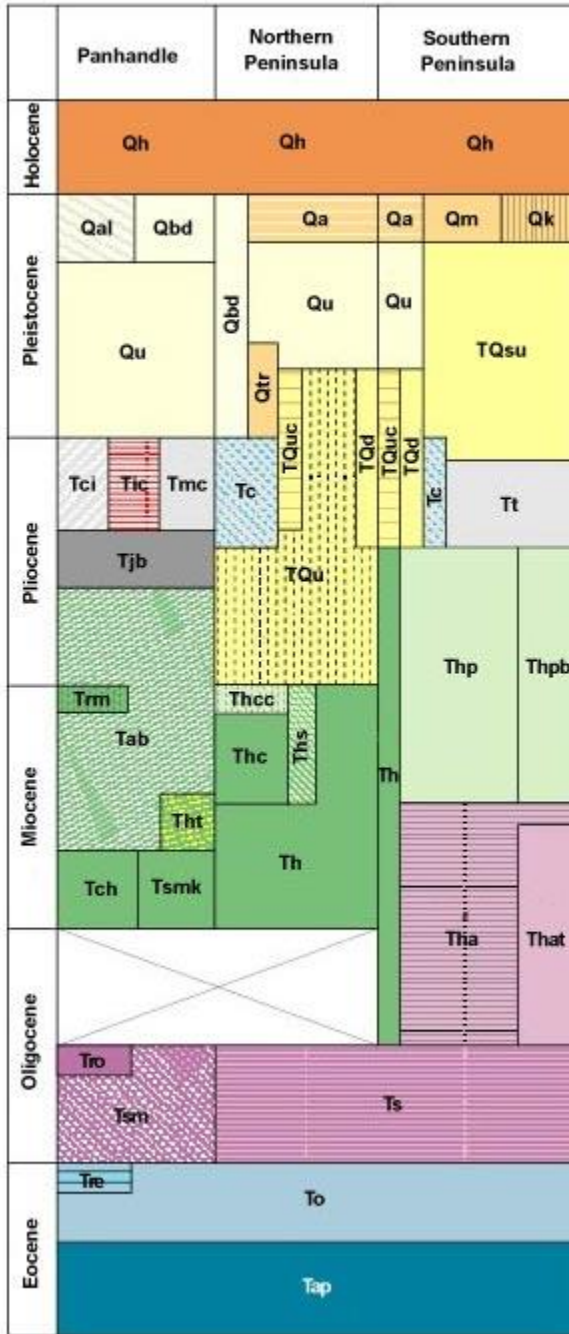 Panhandle
Northern
Peninsula
Southern
Peninsula
Holocene
Qh
Qh
Qh
Pleistocene
Qal
Qbd
Qbd
Qa
Qa
Qm
Qk
Qu
Qu
Qu
TQsu
Qtr
TQuc
TQd
TQuc
TQd
Pliocene
Tci
Tic
Tmc
Tc
Tc
Tt
Tjb
TQu
Thp
Thpb
Miocene
Trm
Tab
Thcc
Thc
Ths
Th
Tht
Th
Tch
Tsmk
Oligocene
Tha
That
Tro
Tsm
Ts
Eocene
Tre
To
Tap